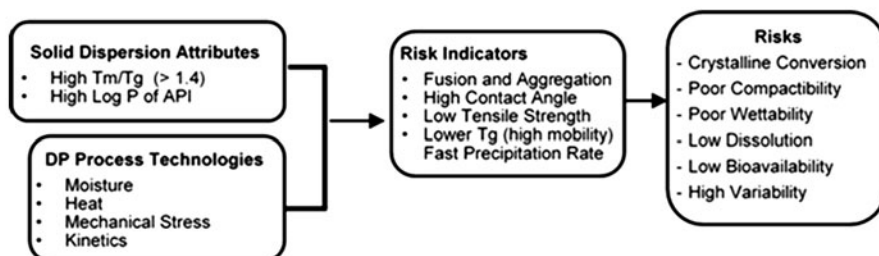 Solid Dispersion Attributes
• High Tm/Tg (> 1.4)
• High Log P of API
DP Process Technologies
• Moisture
• Heat
• Mechanical Stress
• Kinetics
Risk Indicators
• Fusion and Aggregation
• High Contact Angle
• Low Tensile Strength
• Lower Tg (high mobility)
Fast Precipitation Rate
Risks
- Crystalline Conversion
- Poor Compactibility
- Poor Wettability
- Low Dissolution
- Low Bioavailability
- High Variability